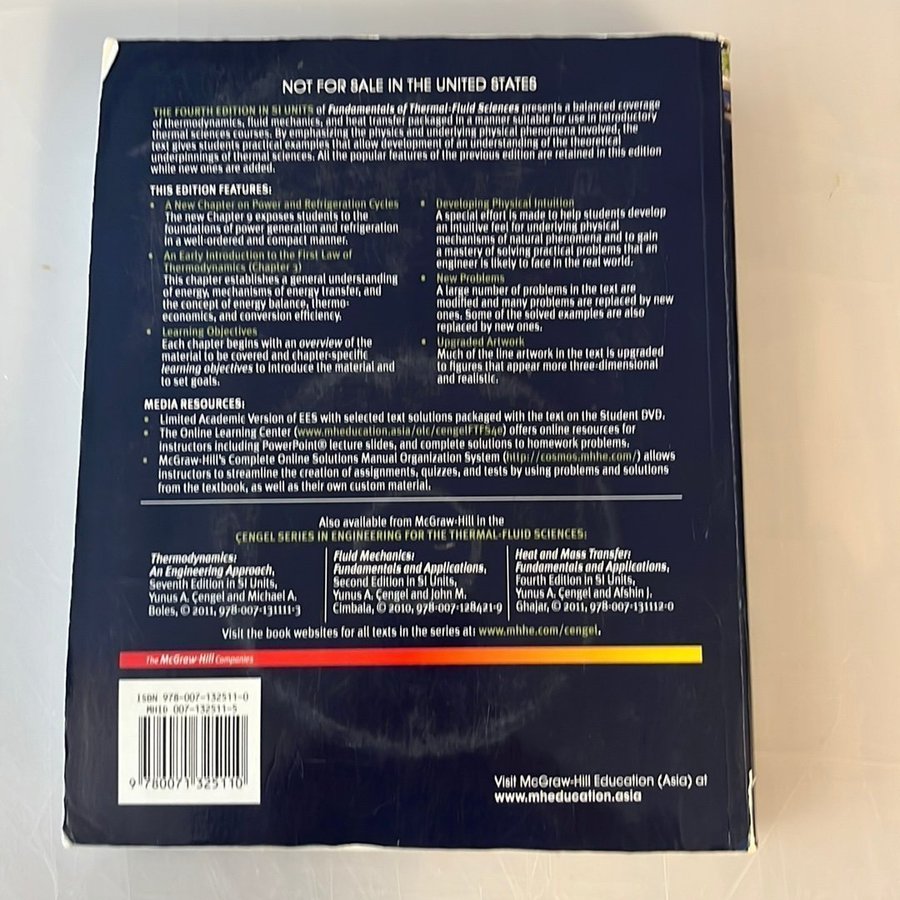 NOT FOR SALE IN THE UNITED STATES
THE FOURTH EDITION IN SI UNITS of Fundamentals of Thermal-Fluid Sciences presents a balanced coverage
of thermodynamics, fluid mechanics, and heat transfer packaged in a manner suitable for use in introductory
thermal sciences courses. By emphasizing the physics and underlying physical phenomena involved, the
text gives students practical examples that allow development of an understanding of the theoretical
underpinnings of thermal sciences. All the popular features of the previous edition are retained in this edition
while new ones are added.
THIS EDITION FEATURES:
• A New Chapter on Power and Refrigeration Cycles
The new Chapter 9 exposes students to the
foundations of power generation and refrigeration
in a well-ordered and compact manner.
• An Early Introduction to the First Law of
Thermodynamics (Chapter 3)
This chapter establishes a general understanding
of energy, mechanisms of energy transfer, and
the concept of energy balance, thermo-
economics, and conversion efficiency.
• Learning Objectives
Each chapter begins with an overview of the
material to be covered and chapter-specific
learning objectives to introduce the material and
to set goals.
• Developing Physical Intuition
A special effort is made to help students develop
an intuitive feel for underlying physical
mechanisms of natural phenomena and to gain
a mastery of solving practical problems that an
engineer is likely to face in the real world.
• New Problems
A large number of problems in the text are
modified and many problems are replaced by new
ones. Some of the solved examples are also
replaced by new ones.
• Upgraded Artwork
Much of the line artwork in the text is upgraded
to figures that appear more three-dimensional
and realistic.
MEDIA RESOURCES:
• Limited Academic Version of EES with selected text solutions packaged with the text on the Student DVD.
• The Online Learning Center (www.mheducation.asia/olc/cengelFTFS4e) offers online resources for
instructors including PowerPoint® lecture slides, and complete solutions to homework problems.
• McGraw-Hill's Complete Online Solutions Manual Organization System (http://cosmos.mhhe.com/) allows
instructors to streamline the creation of assignments, quizzes, and tests by using problems and solutions
from the textbook, as well as their own custom material.
Also available from McGraw-Hill in the
ÇENGEL SERIES IN ENGINEERING FOR THE THERMAL-FLUID SCIENCES:
Thermodynamics:
An Engineering Approach,
Seventh Edition in SI Units,
Yunus A. Çengel and Michael A.
Boles, © 2011, 978-007-131111-3
Fluid Mechanics:
Fundamentals and Applications,
Second Edition in SI Units,
Yunus A. Çengel and John M.
Cimbala, © 2010, 978-007-128421-9
Heat and Mass Transfer:
Fundamentals and Applications,
Fourth Edition in SI Units,
Yunus A. Çengel and Afshin J.
Ghajar, © 2011, 978-007-131112-0
Visit the book websites for all texts in the series at: www.mhhe.com/cengel.
The McGraw-Hill Companies
ISBN 978-007-132511-0
MHID 007-132511-5
9 780071 325110
Visit McGraw-Hill Education (Asia) at
www.mheducation.asia